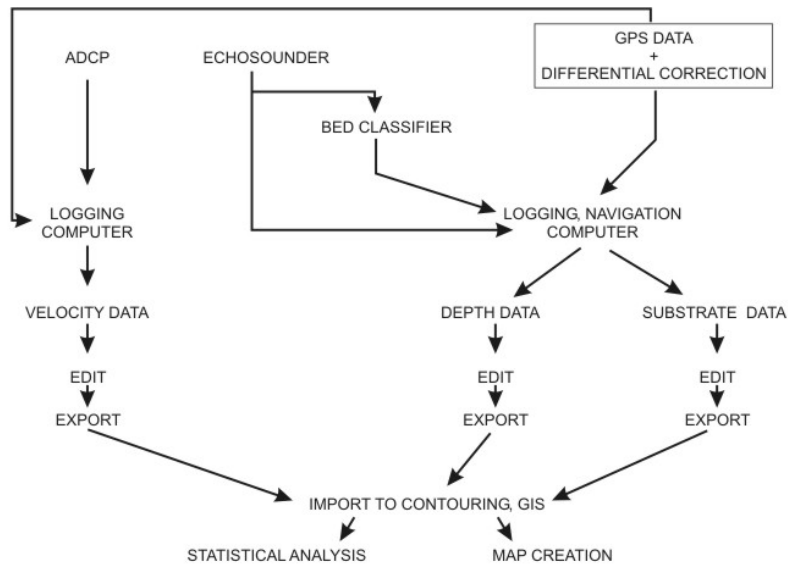 GPS DATA
+
DIFFERENTIAL CORRECTION
ADCP
ECHOSOUNDER
BED CLASSIFIER
LOGGING
COMPUTER
LOGGING, NAVIGATION
COMPUTER
VELOCITY DATA
DEPTH DATA
SUBSTRATE DATA
EDIT
EDIT
EDIT
EXPORT
EXPORT
EXPORT
IMPORT TO CONTOURING, GIS
STATISTICAL ANALYSIS
MAP CREATION